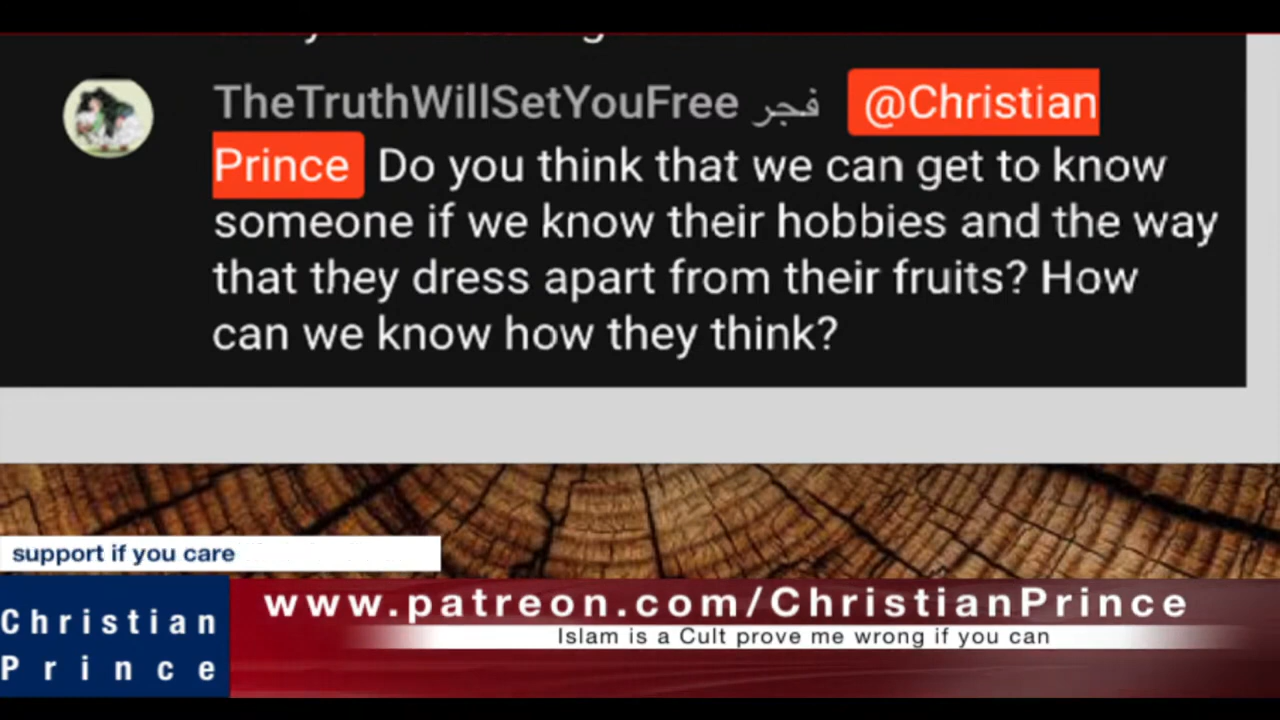 TheTruthWillSetYouFree فجر @Christian
Prince Do you think that we can get to know
someone if we know their hobbies and the way
that they dress apart from their fruits? How
can we know how they think?
support if you care
Christian
Prince
www.patreon.com/ChristianPrince
Islam is a Cult prove me wrong if you can